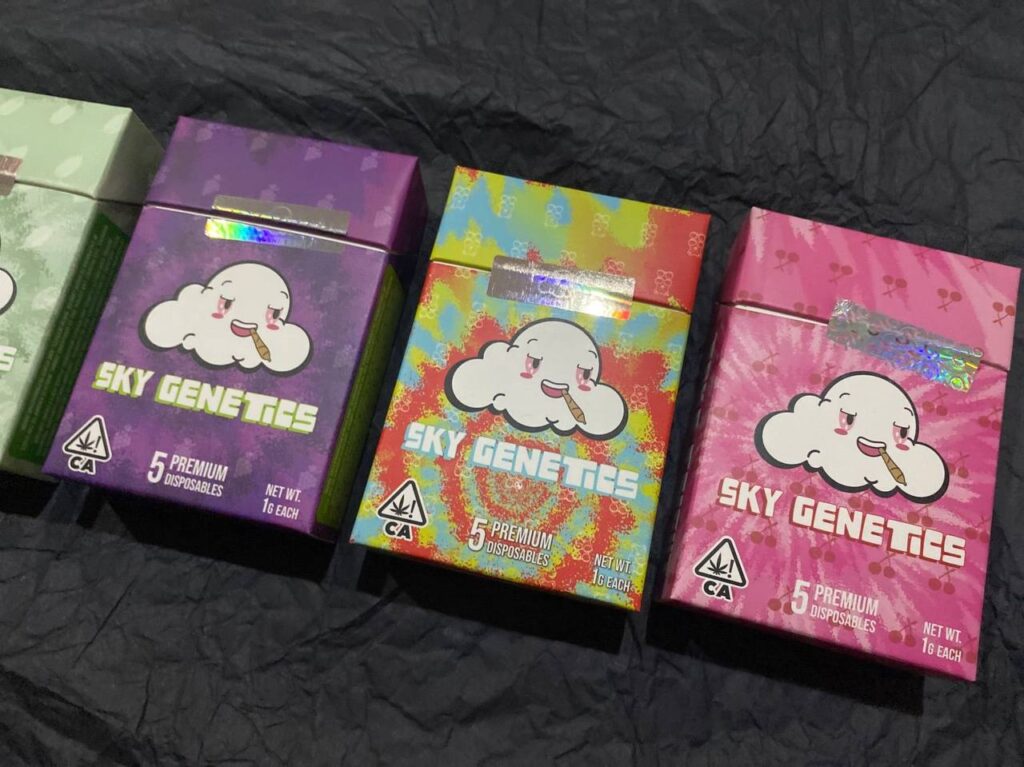 S
SKY GENETICS
CA
5 PREMIUM
DISPOSABLES
NET WT.
1G EACH
SKY GENETICS
CA
5 PREMIUM
DISPOSABLES
NET WT.
1G EACH
SKY GENETICS
CA
5 PREMIUM
DISPOSABLES
NET WT.
1G EACH